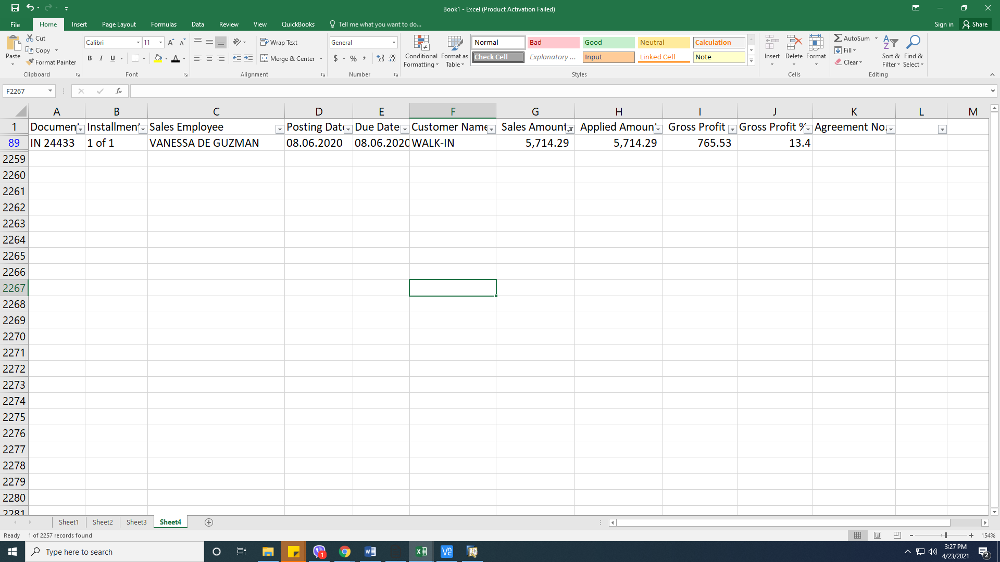 Book1 - Excel (Product Activation Failed)
File Home Insert Page Layout Formulas Data Review View QuickBooks Tell me what you want to do... Sign in Share
Paste Cut Copy Format Painter Clipboard
Calibri 11 B I U Font
Wrap Text Merge & Center Alignment
General $ % , Number
Conditional Formatting Format as Table
Normal Bad Good Neutral Calculation
Check Cell Explanatory ... Input Linked Cell Note
Styles
Insert Delete Format Cells
AutoSum Fill Clear Sort & Filter Find & Select Editing
F2267 fx
A B C D E F G H I J K L M
1 Document Installment Sales Employee Posting Date Due Date Customer Name Sales Amount Applied Amount Gross Profit Gross Profit % Agreement No.
89 IN 24433 1 of 1 VANESSA DE GUZMAN 08.06.2020 08.06.2020 WALK-IN 5,714.29 5,714.29 765.53 13.4
2259
2260
2261
2262
2263
2264
2265
2266
2267
2268
2269
2270
2271
2272
2273
2274
2275
2276
2277
2278
2279
2280
2281
Sheet1 Sheet2 Sheet3 Sheet4
Ready 1 of 2257 records found 154%
Type here to search
3:27 PM
4/23/2021